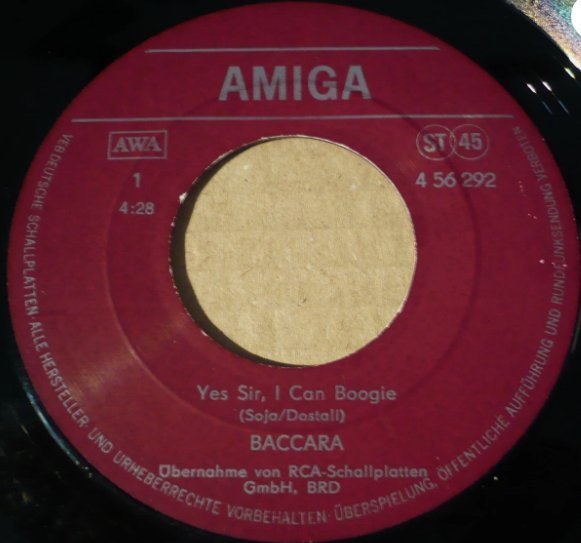 AMIGA
AWA
ST 45
1
4 56 292
4:28
Yes Sir, I Can Boogie
(Soja/Dostall)
BACCARA
Übernahme von RCA-Schallplatten
GmbH, BRD
VEB DEUTSCHE SCHALLPLATTEN · ALLE HERSTELLER UND URHEBERRECHTE VORBEHALTEN · ÜBERSPIELUNG, ÖFFENTLICHE AUFFÜHRUNG UND RUNDFUNKSENDUNG VERBOTEN